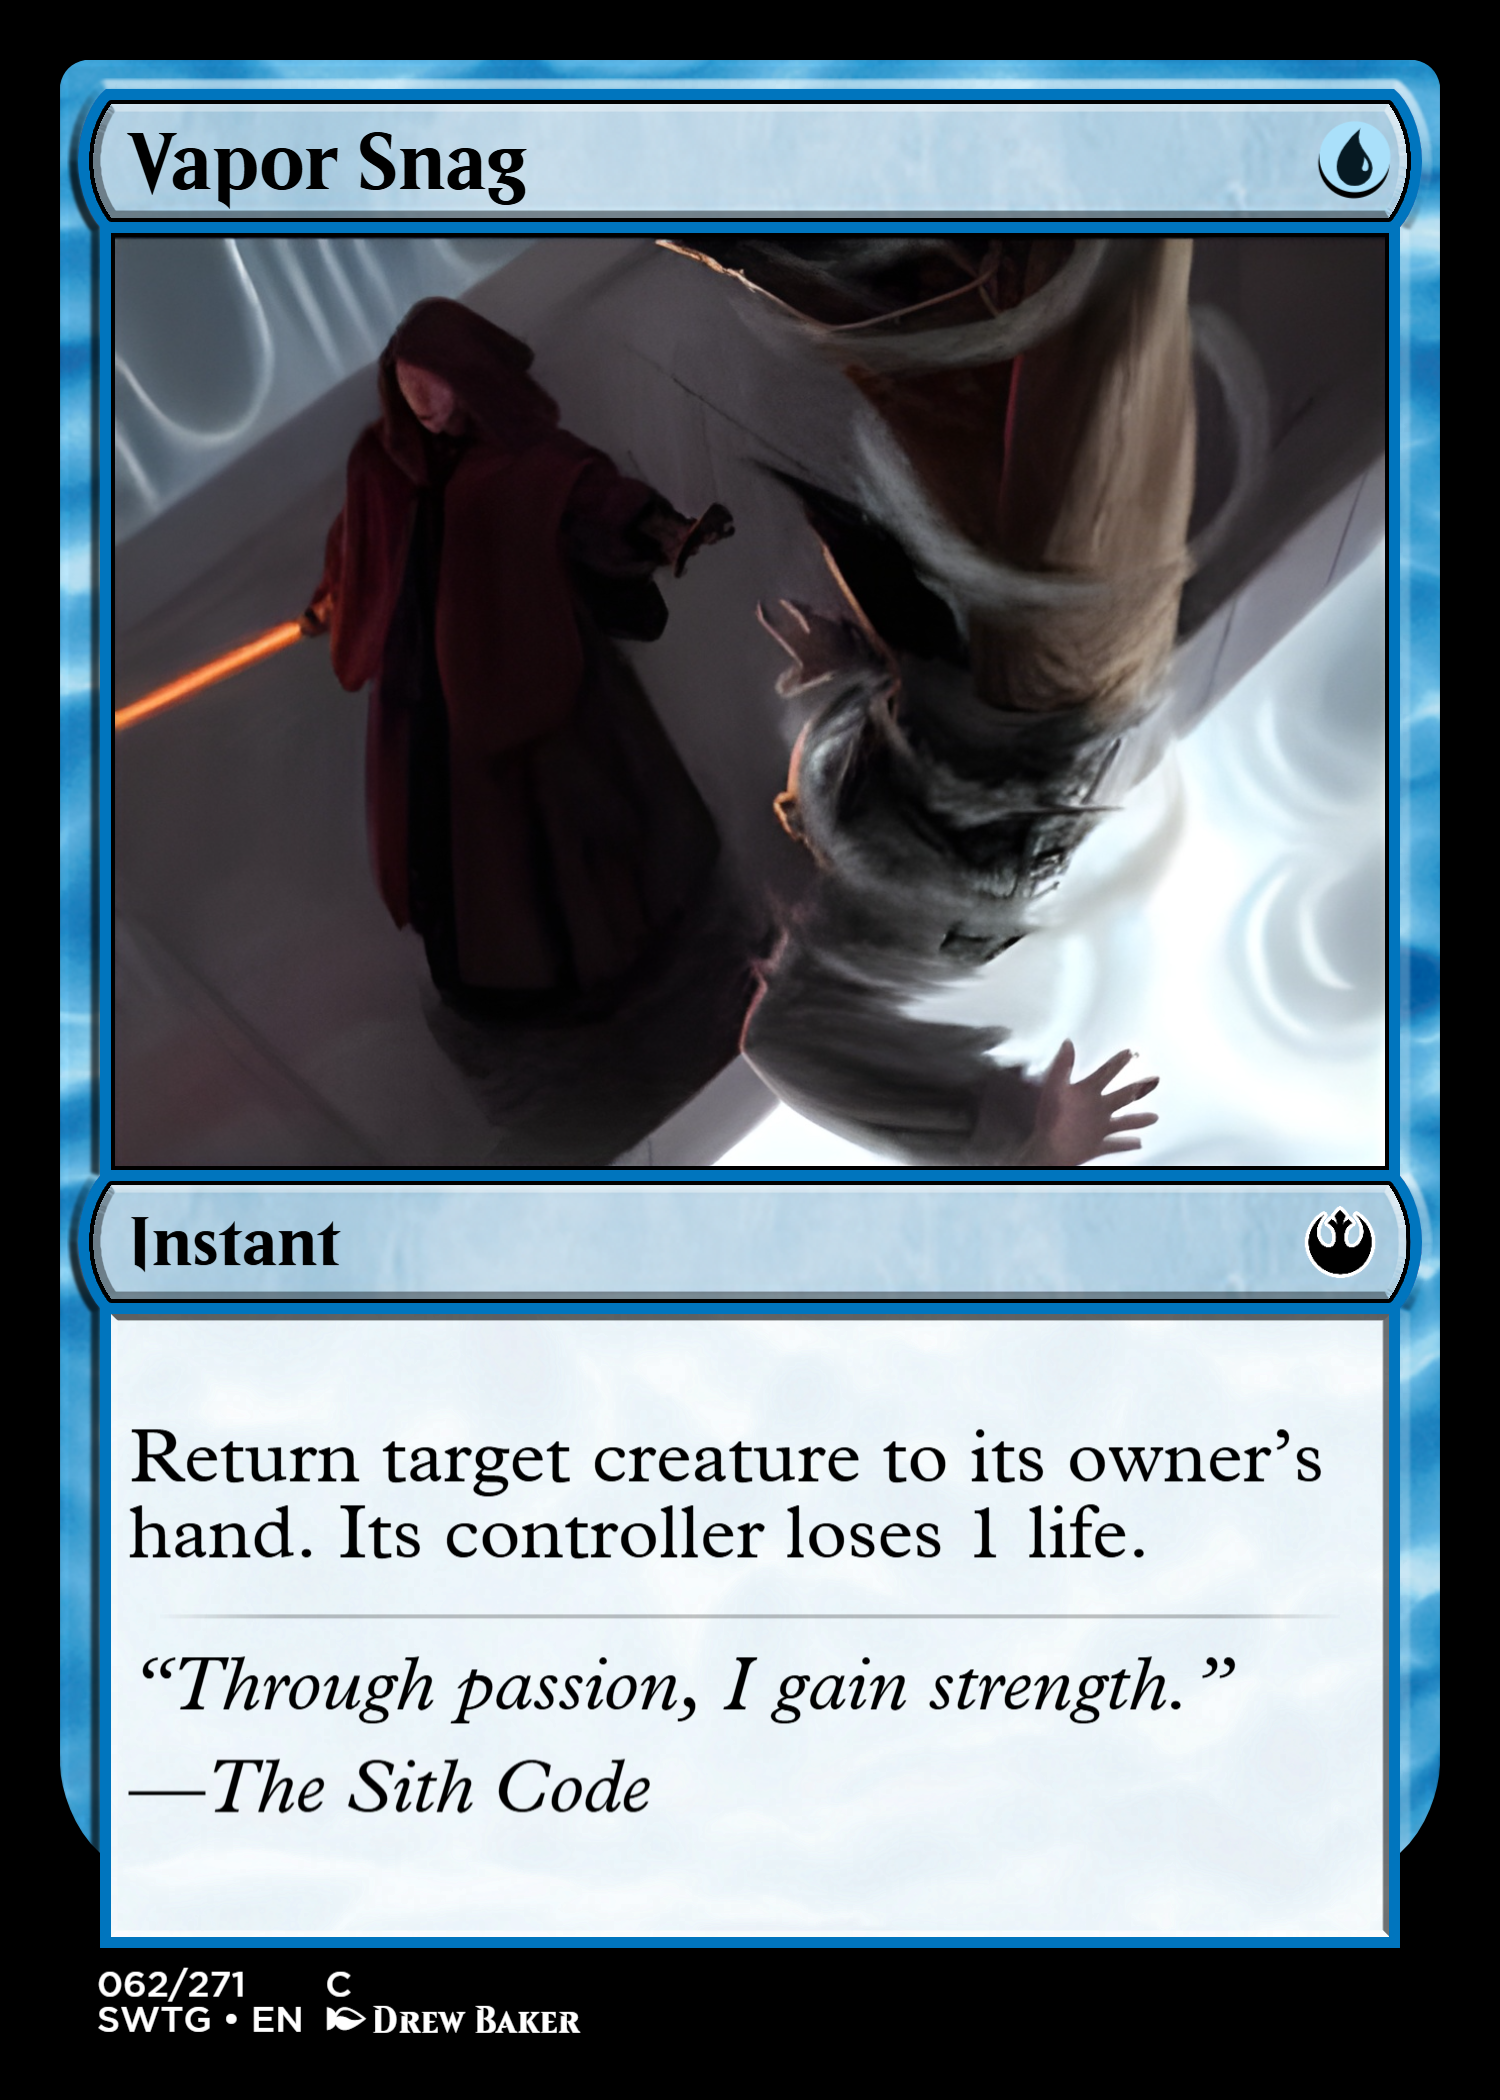 Vapor Snag
Instant
Return target creature to its owner’s
hand. Its controller loses 1 life.
“Through passion, I gain strength.”
—The Sith Code
062/271 C
SWTG • EN DREW BAKER